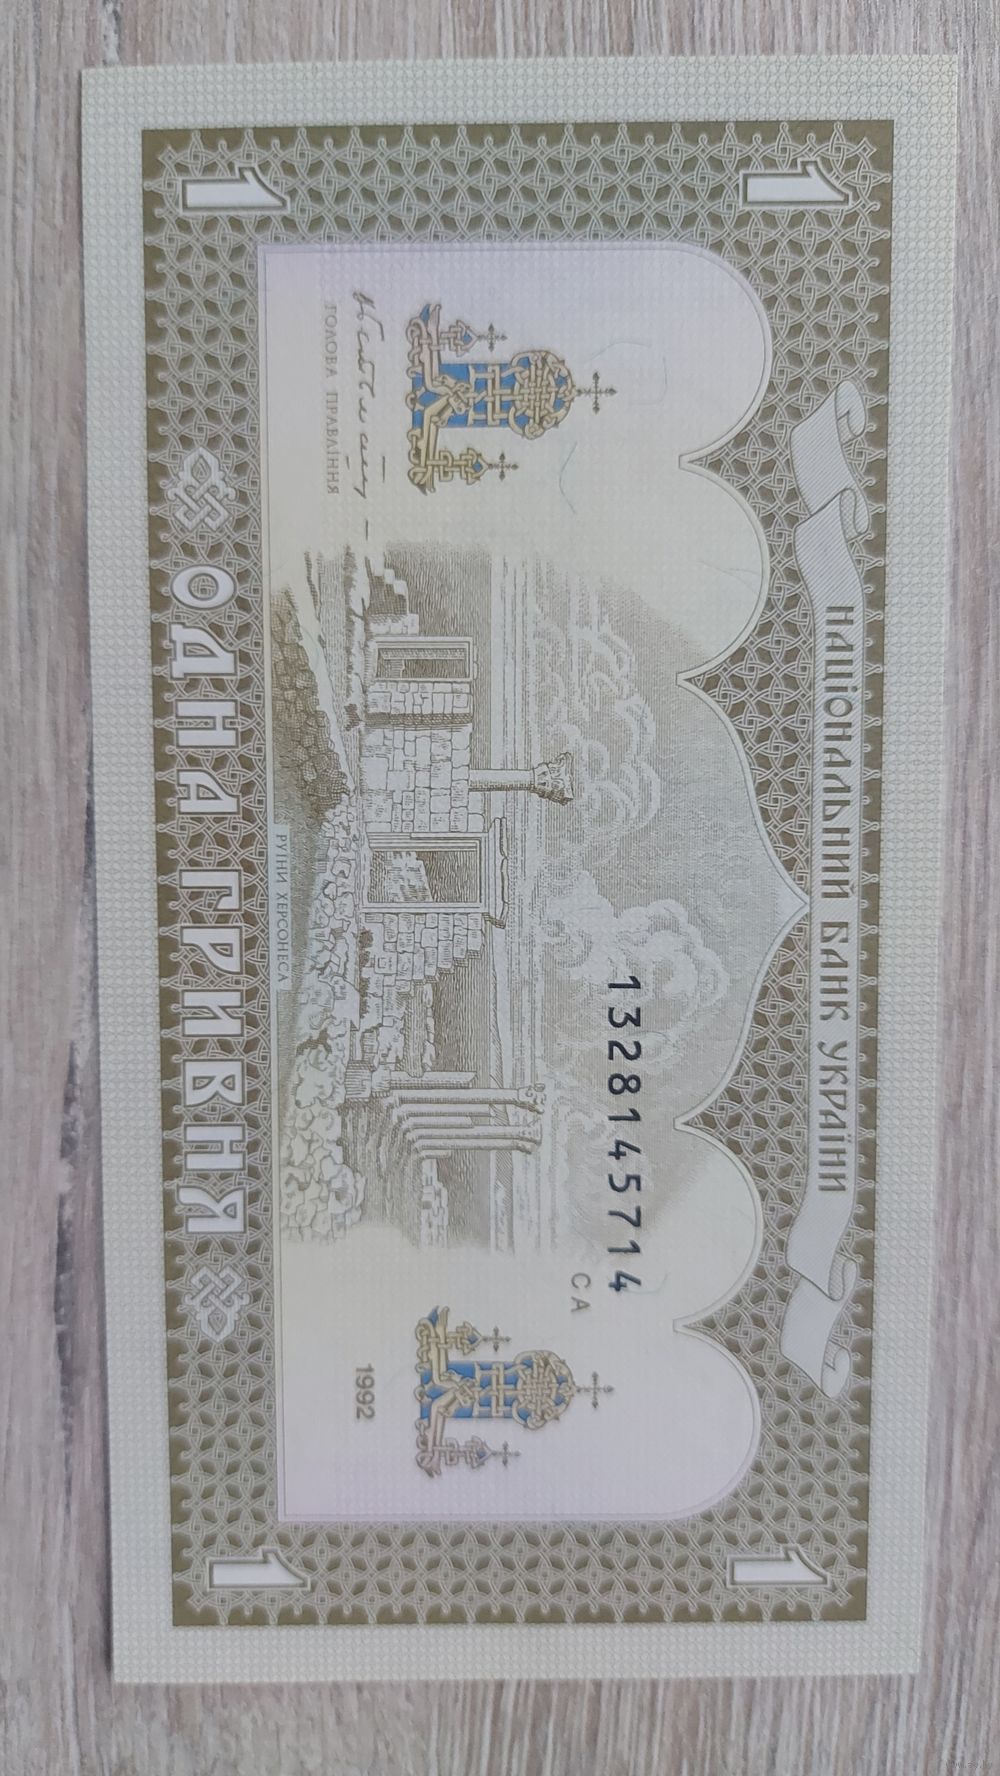 1 1
НАЦІОНАЛЬНИЙ БАНК УКРАЇНИ
1328145714
СА
1992
ГОЛОВА ПРАВЛІННЯ
РУЇНИ ХЕРСОНЕСА
ОДНА ГРИВНЯ
1 1